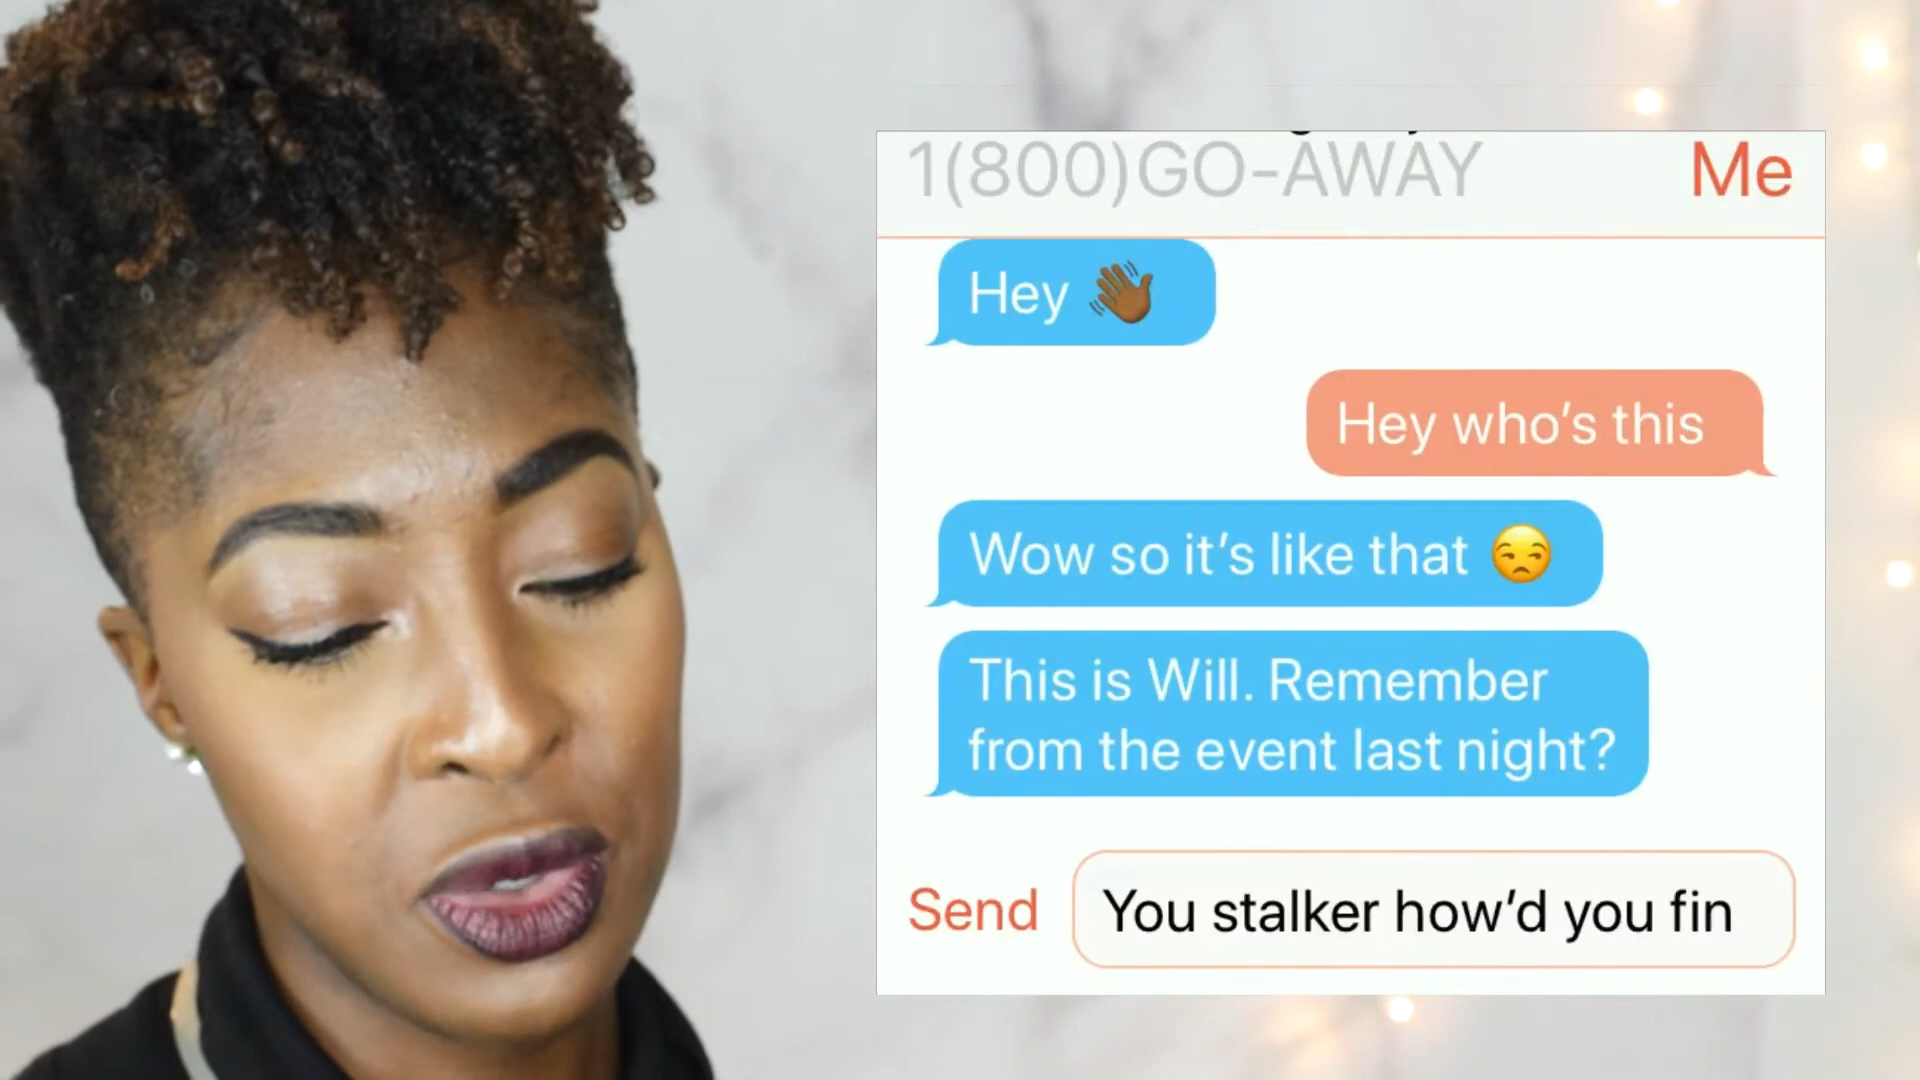 1(800)GO-AWAY Me
Hey 👋🏾
Hey who's this
Wow so it's like that 😒
This is Will. Remember
from the event last night?
Send You stalker how'd you fin